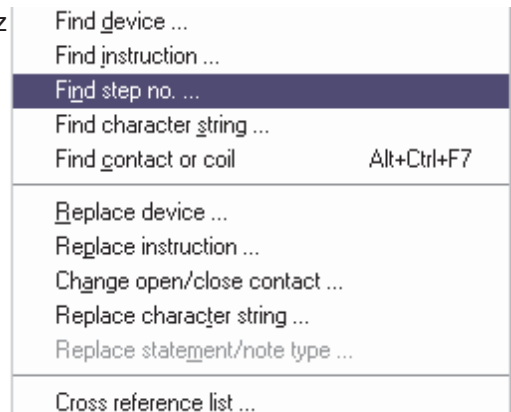 z
Find device ...
Find instruction ...
Find step no. ...
Find character string ...
Find contact or coil Alt+Ctrl+F7
Replace device ...
Replace instruction ...
Change open/close contact ...
Replace character string ...
Replace statement/note type ...
Cross reference list ...